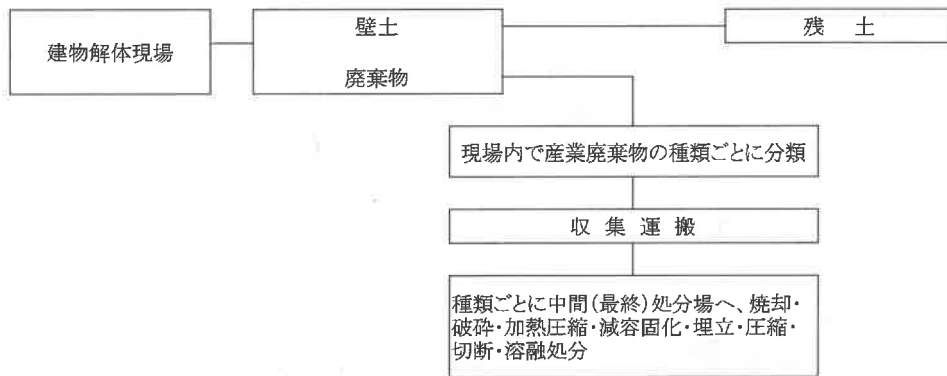 建物解体現場
壁土
廃棄物
残 土
現場内で産業廃棄物の種類ごとに分類
収 集 運 搬
種類ごとに中間(最終)処分場へ、焼却・
破砕・加熱圧縮・減容固化・埋立・圧縮・
切断・溶融処分